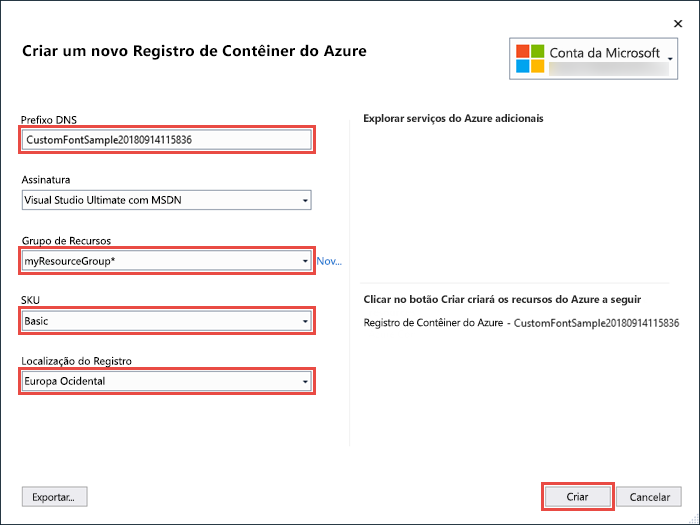 Criar um novo Registro de Contêiner do Azure
Conta da Microsoft
Prefixo DNS
CustomFontSample20180914115836
Assinatura
Visual Studio Ultimate com MSDN
Grupo de Recursos
myResourceGroup*
Nov...
SKU
Basic
Localização do Registro
Europa Ocidental
Explorar serviços do Azure adicionais
Clicar no botão Criar criará os recursos do Azure a seguir
Registro de Contêiner do Azure - CustomFontSample20180914115836
Exportar...
Criar
Cancelar